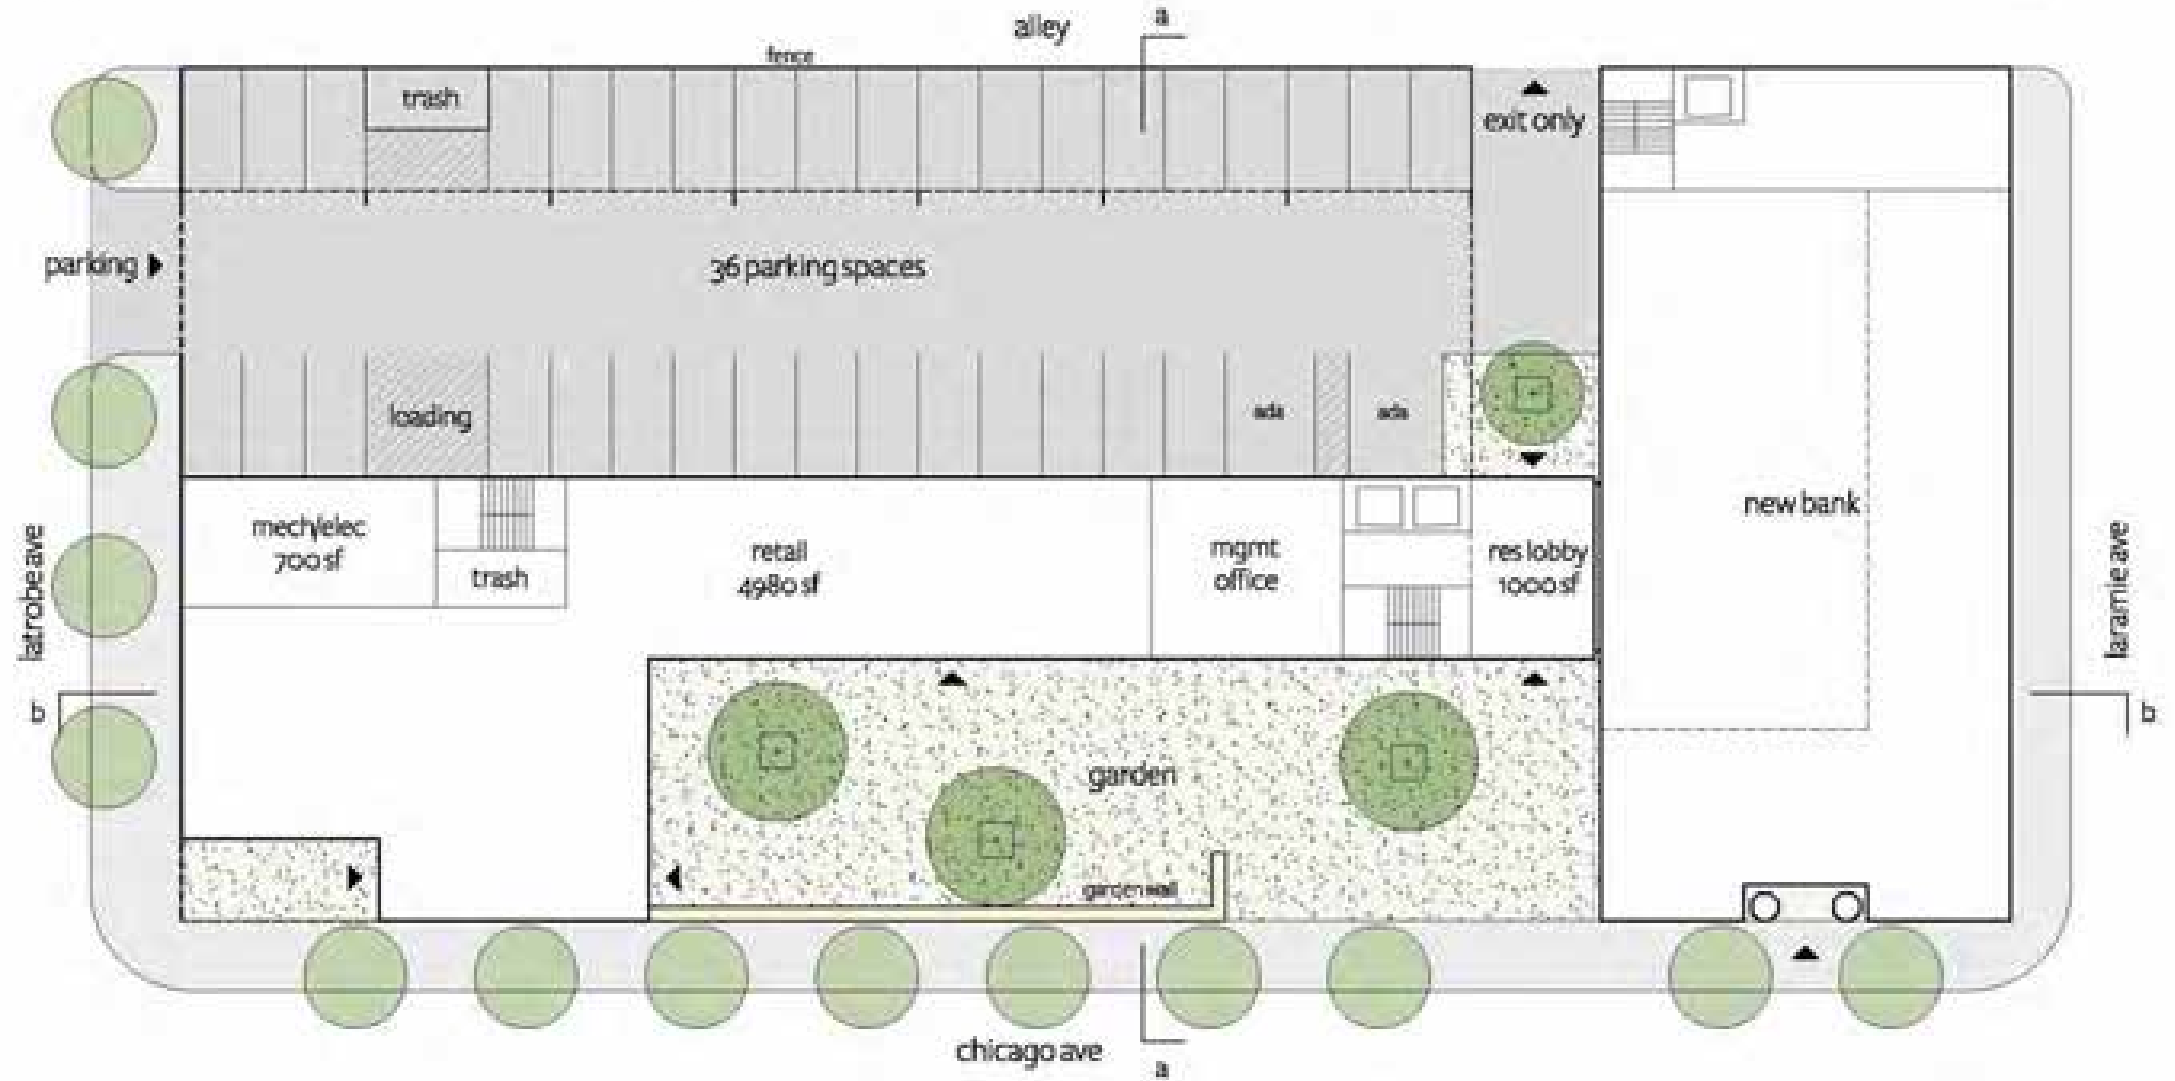 alley
a
fence
trash
exit only
parking
36 parking spaces
loading
ada
ada
mech/elec
700 sf
trash
retail
4980 sf
mgmt
office
res lobby
1000 sf
new bank
latrobe ave
laramie ave
b
b
garden
garden wall
chicago ave
a